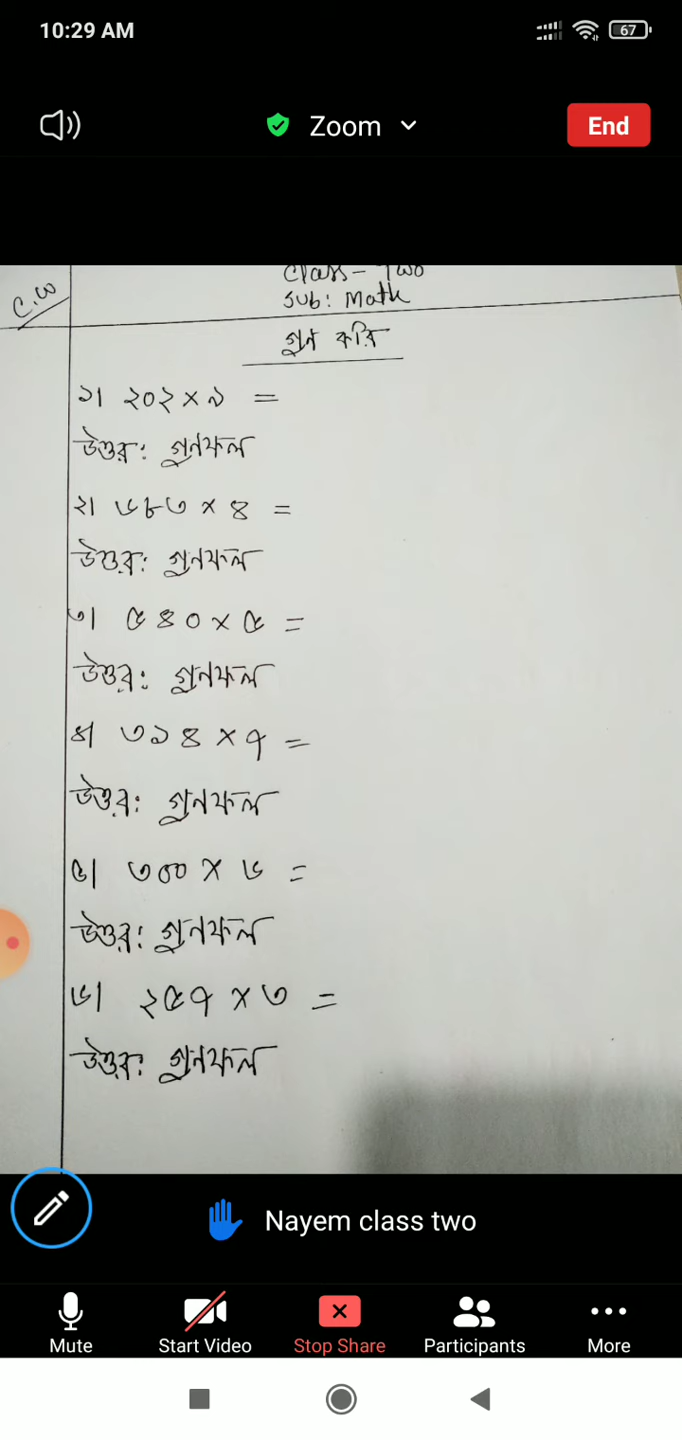 10:29 AM
67
Zoom
End
Class- Two
C.W
Sub: Math
গুণ করি
১। ২০২ × ৯ =
উত্তর: গুণফল
২। ৬৮৩ × ৪ =
উত্তর: গুণফল
৩। ৫৪০ × ৫ =
উত্তর: গুণফল
৪। ৩১৪ × ৭ =
উত্তর: গুণফল
৫। ৩০০ × ৬ =
উত্তর: গুণফল
৬। ২৫৭ × ৩ =
উত্তর: গুণফল
Nayem class two
Mute
Start Video
Stop Share
Participants
More